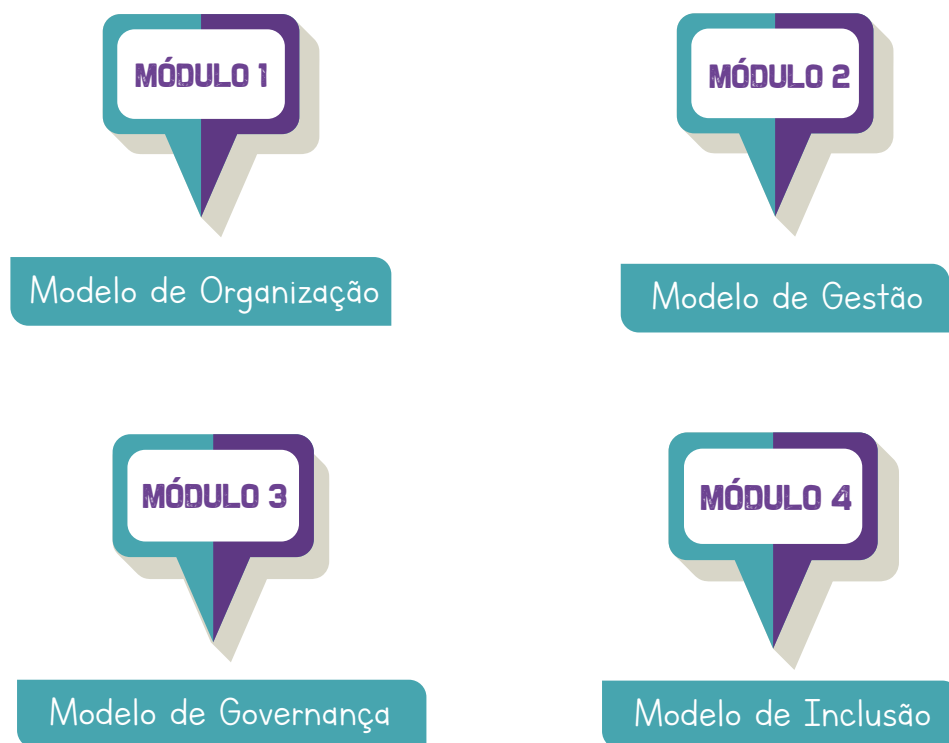 MÓDULO 1
Modelo de Organização
MÓDULO 2
Modelo de Gestão
MÓDULO 3
Modelo de Governança
MÓDULO 4
Modelo de Inclusão